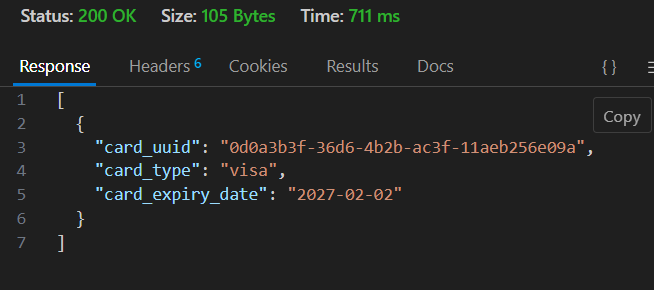 Status: 200 OK Size: 105 Bytes Time: 711 ms
Response Headers 6 Cookies Results Docs { }
1 [
Copy
2 {
3 "card_uuid": "0d0a3b3f-36d6-4b2b-ac3f-11aeb256e09a",
4 "card_type": "visa",
5 "card_expiry_date": "2027-02-02"
6 }
7 ]